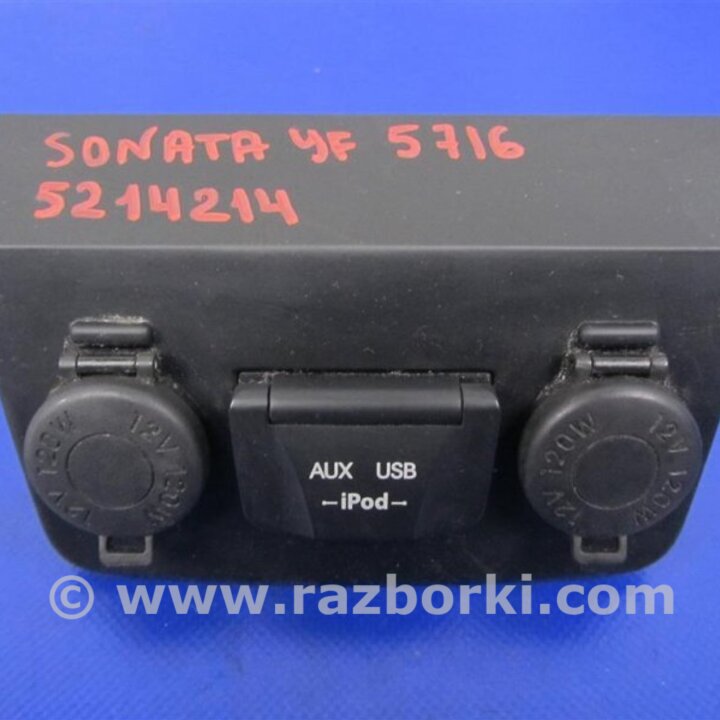 SONATA YF 5716
5214214
12V 120W 12V 120W
AUX USB
iPod
12V 120W 12V 120W
© www.razborki.com